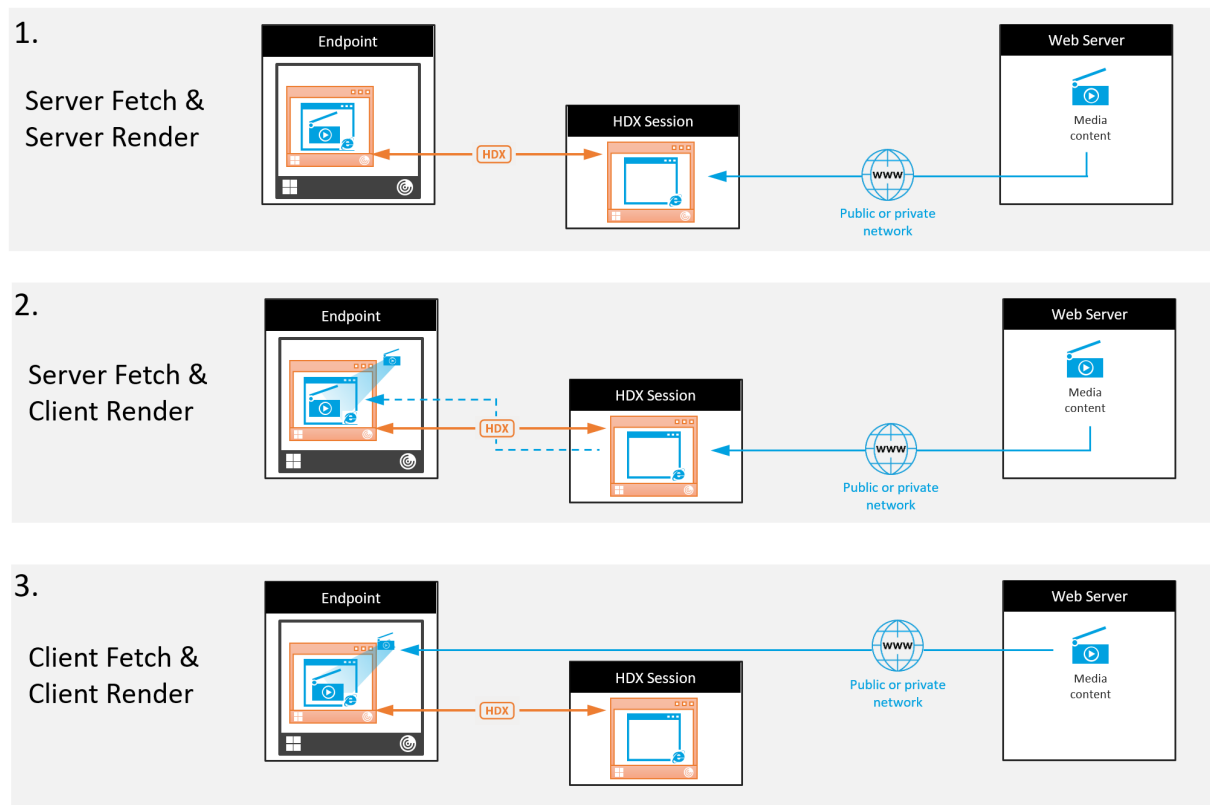 1.
Server Fetch &
Server Render
Endpoint
HDX
HDX Session
WWW
Public or private
network
Web Server
Media
content
2.
Server Fetch &
Client Render
Endpoint
HDX
HDX Session
WWW
Public or private
network
Web Server
Media
content
3.
Client Fetch &
Client Render
Endpoint
HDX
HDX Session
WWW
Public or private
network
Web Server
Media
content